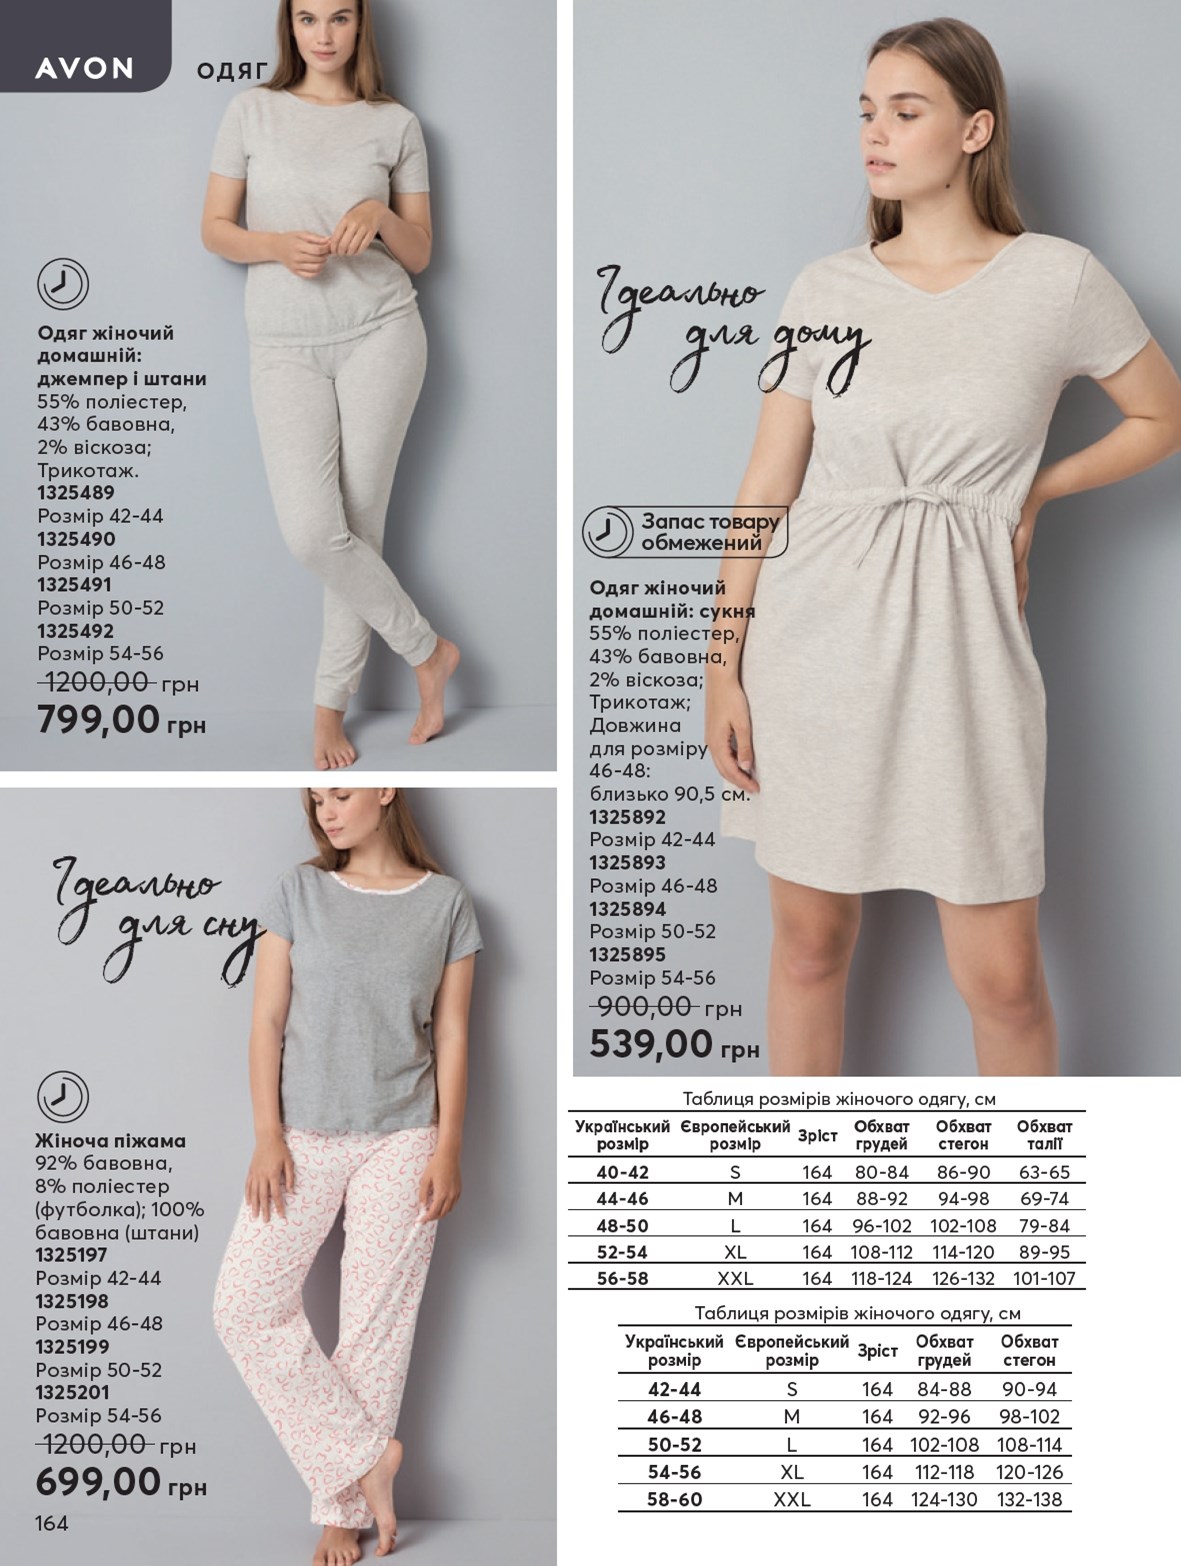 AVON
ОДЯГ
Одяг жіночий
домашній:
джемпер і штани
55% поліестер,
43% бавовна,
2% віскоза;
Трикотаж.
1325489
Розмір 42-44
1325490
Розмір 46-48
1325491
Розмір 50-52
1325492
Розмір 54-56
1200,00 грн
799,00 грн
Ідеально
для дому
Запас товару
обмежений
Одяг жіночий
домашній: сукня
55% поліестер,
43% бавовна,
2% віскоза;
Трикотаж;
Довжина
для розміру
46-48:
близько 90,5 см.
1325892
Розмір 42-44
1325893
Розмір 46-48
1325894
Розмір 50-52
1325895
Розмір 54-56
900,00 грн
539,00 грн
Ідеально
для сну
Жіноча піжама
92% бавовна,
8% поліестер
(футболка); 100%
бавовна (штани)
1325197
Розмір 42-44
1325198
Розмір 46-48
1325199
Розмір 50-52
1325201
Розмір 54-56
1200,00 грн
699,00 грн
164
Таблиця розмірів жіночого одягу, см
Український розмір Європейський розмір Зріст Обхват грудей Обхват стегон Обхват талії
40-42 S 164 80-84 86-90 63-65
44-46 M 164 88-92 94-98 69-74
48-50 L 164 96-102 102-108 79-84
52-54 XL 164 108-112 114-120 89-95
56-58 XXL 164 118-124 126-132 101-107
Таблиця розмірів жіночого одягу, см
Український розмір Європейський розмір Зріст Обхват грудей Обхват стегон
42-44 S 164 84-88 90-94
46-48 M 164 92-96 98-102
50-52 L 164 102-108 108-114
54-56 XL 164 112-118 120-126
58-60 XXL 164 124-130 132-138